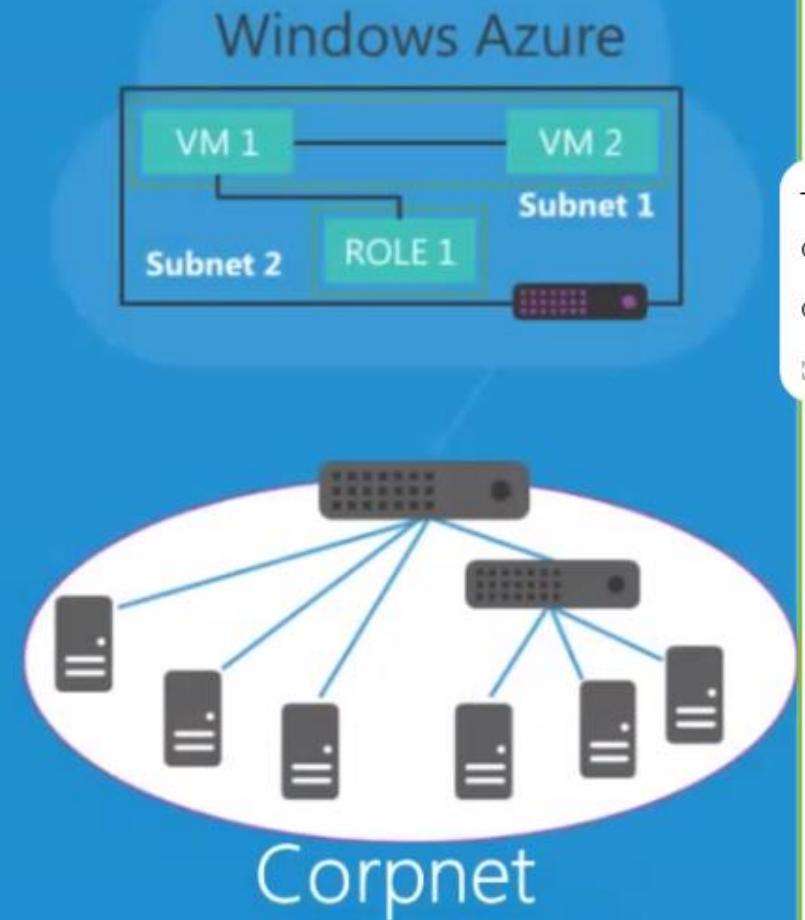 Windows Azure
VM 1
VM 2
Subnet 1
Subnet 2
ROLE 1
Corpnet